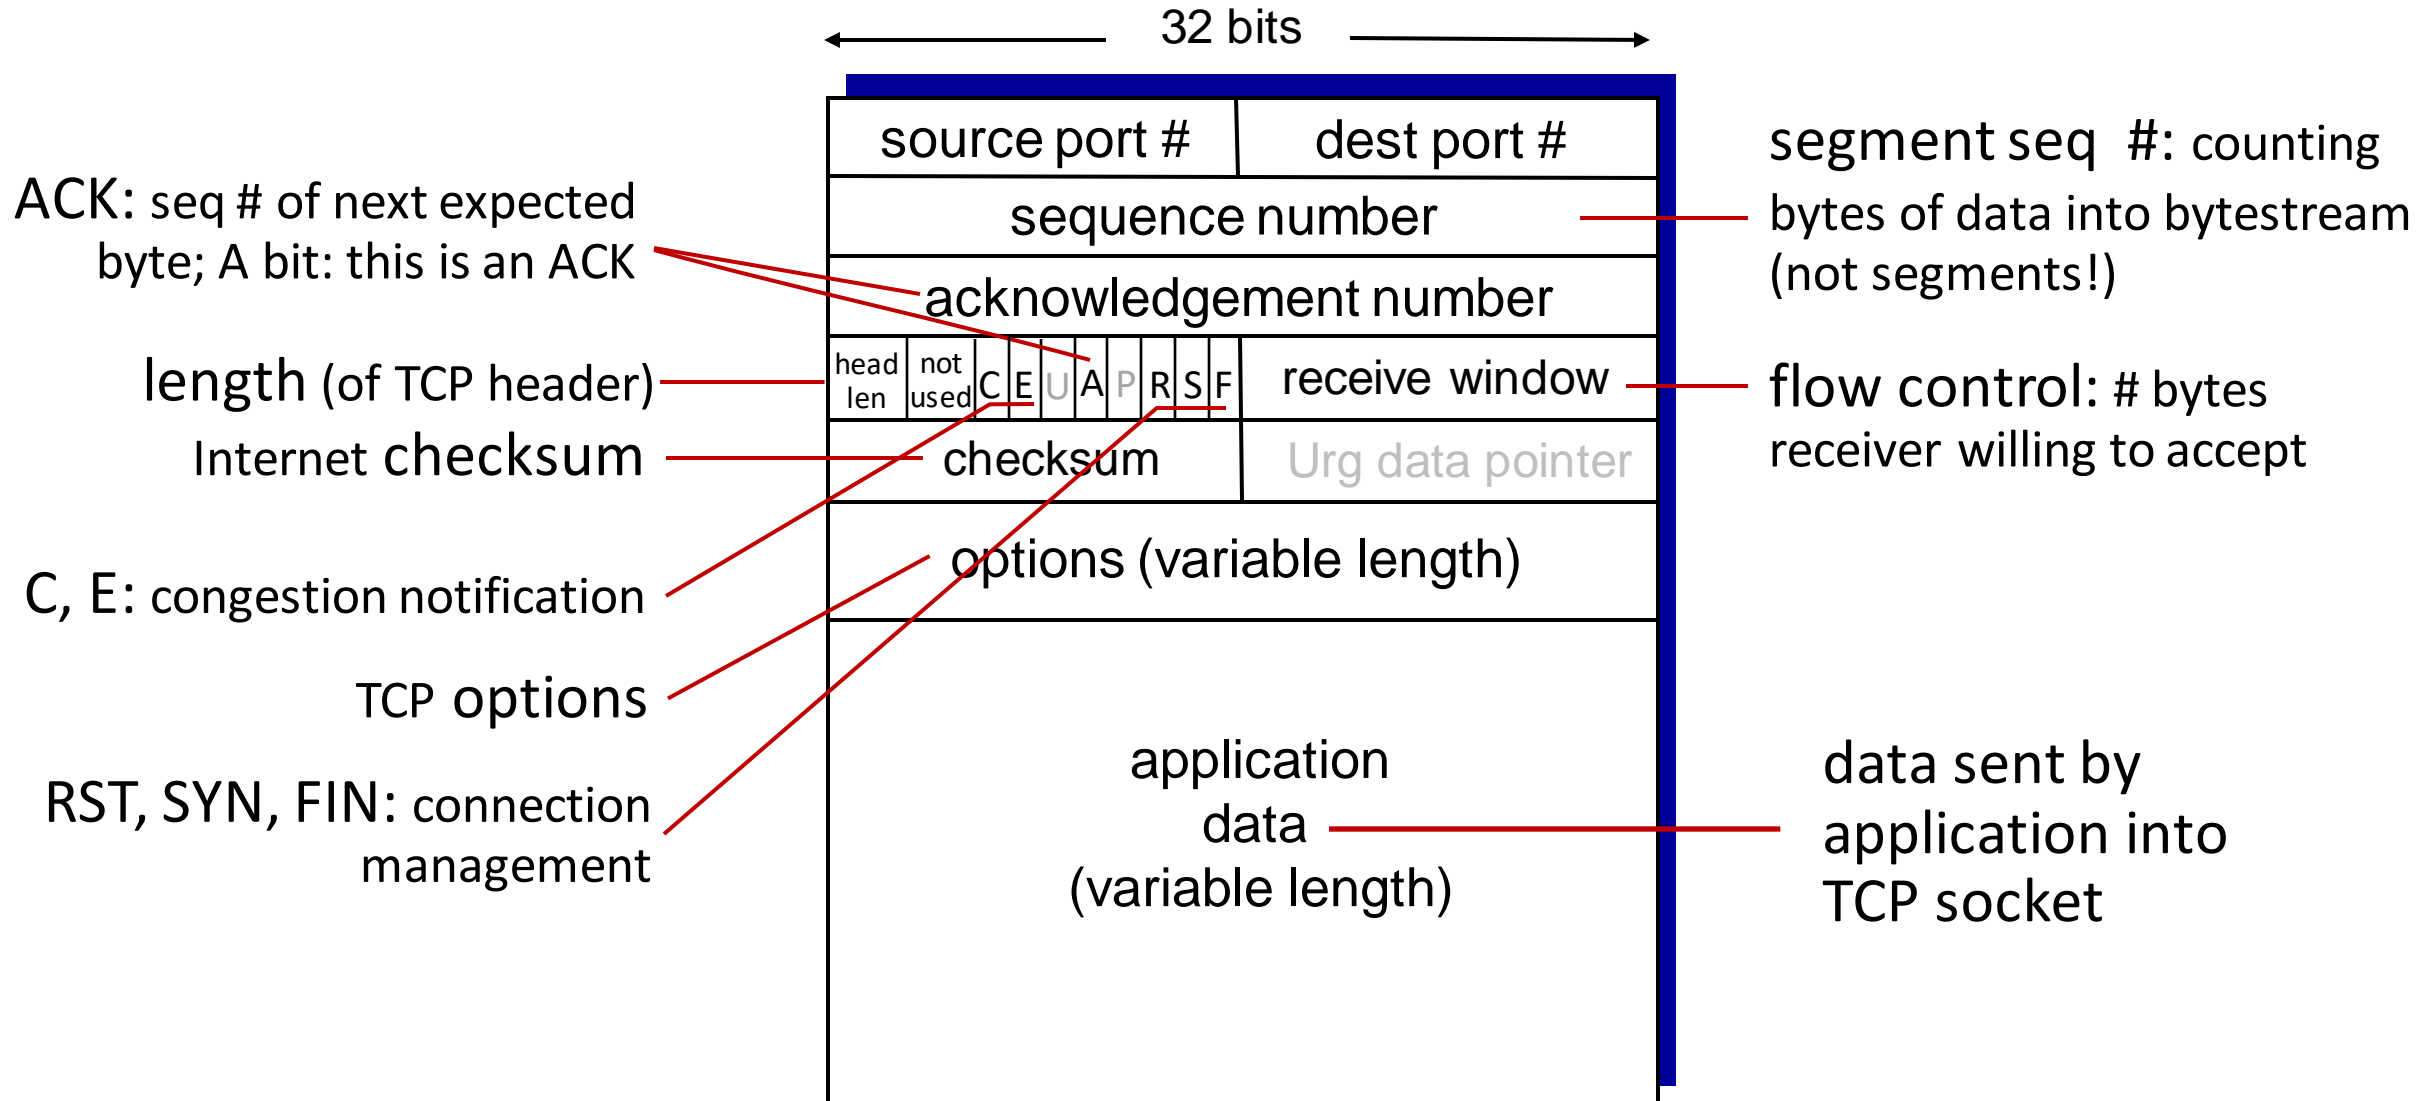 32 bits
source port #
dest port #
sequence number
acknowledgement number
head
len
not
used
C
E
U
A
P
R
S
F
receive window
checksum
Urg data pointer
options (variable length)
application
data
(variable length)
ACK: seq # of next expected
byte; A bit: this is an ACK
length (of TCP header)
Internet checksum
C, E: congestion notification
TCP options
RST, SYN, FIN: connection
management
segment seq #: counting
bytes of data into bytestream
(not segments!)
flow control: # bytes
receiver willing to accept
data sent by
application into
TCP socket